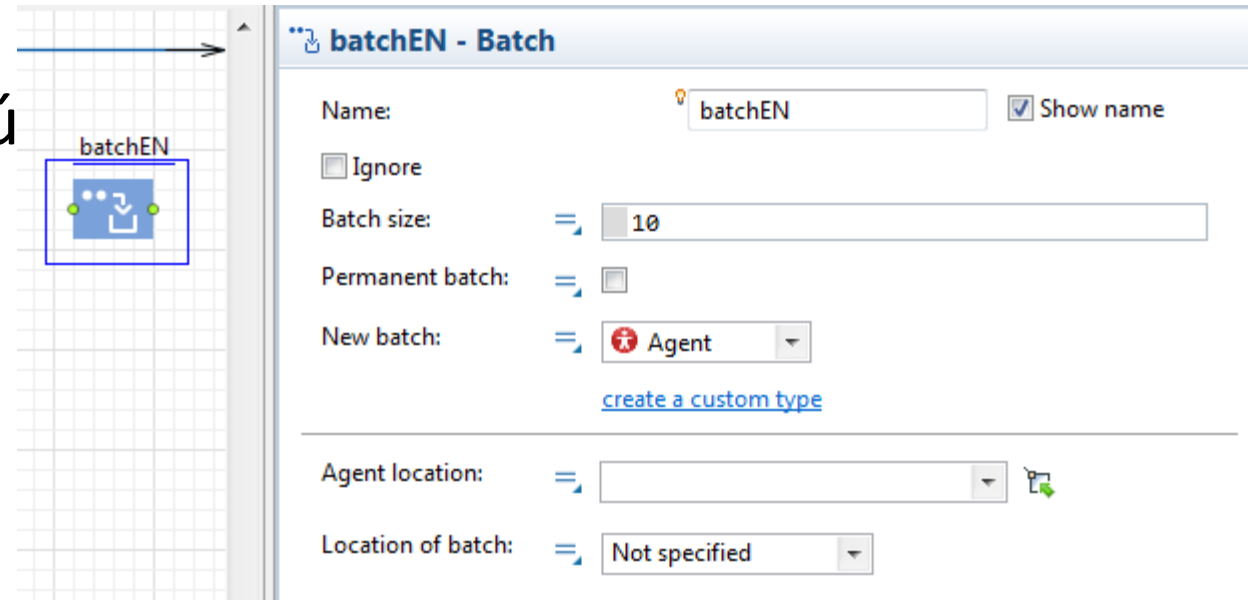 batchEN - Batch
Name:
batchEN
Show name
ú
batchEN
Ignore
Batch size:
10
Permanent batch:
New batch:
Agent
create a custom type
Agent location:
Location of batch:
Not specified